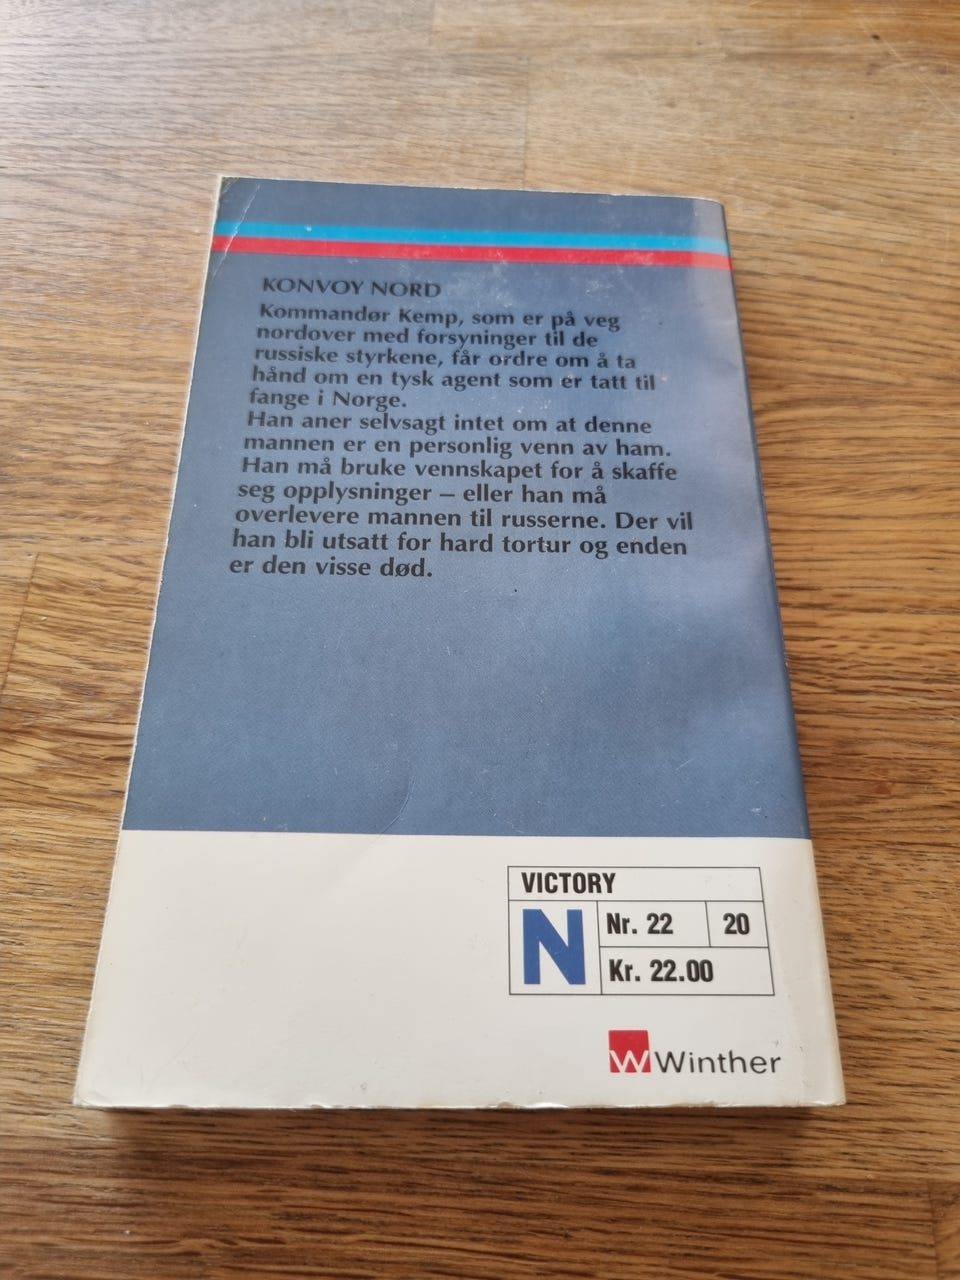 KONVOY NORD
Kommandør Kemp, som er på veg
nordover med forsyninger til de
russiske styrkene, får ordre om å ta
hånd om en tysk agent som er tatt til
fange i Norge.
Han aner selvsagt intet om at denne
mannen er en personlig venn av ham.
Han må bruke vennskapet for å skaffe
seg opplysninger – eller han må
overlevere mannen til russerne. Der vil
han bli utsatt for hard tortur og enden
er den visse død.
VICTORY
N Nr. 22 20
Kr. 22.00
W Winther